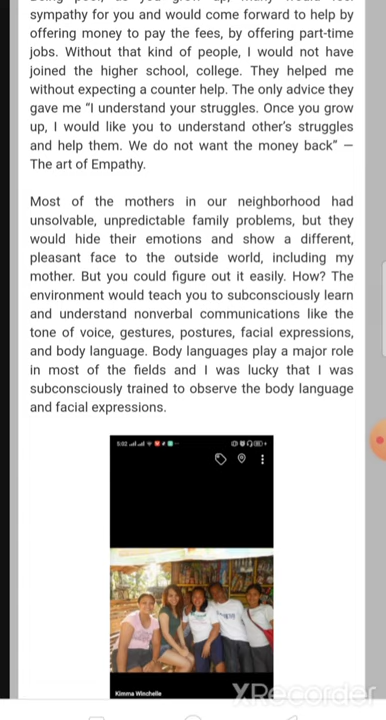 sympathy for you and would come forward to help by
offering money to pay the fees, by offering part-time
jobs. Without that kind of people, I would not have
joined the higher school, college. They helped me
without expecting a counter help. The only advice they
gave me “I understand your struggles. Once you grow
up, I would like you to understand other’s struggles
and help them. We do not want the money back” —
The art of Empathy.
Most of the mothers in our neighborhood had
unsolvable, unpredictable family problems, but they
would hide their emotions and show a different,
pleasant face to the outside world, including my
mother. But you could figure out it easily. How? The
environment would teach you to subconsciously learn
and understand nonverbal communications like the
tone of voice, gestures, postures, facial expressions,
and body language. Body languages play a major role
in most of the fields and I was lucky that I was
subconsciously trained to observe the body language
and facial expressions.
5:02
Kimma Winchelle
XRecorder